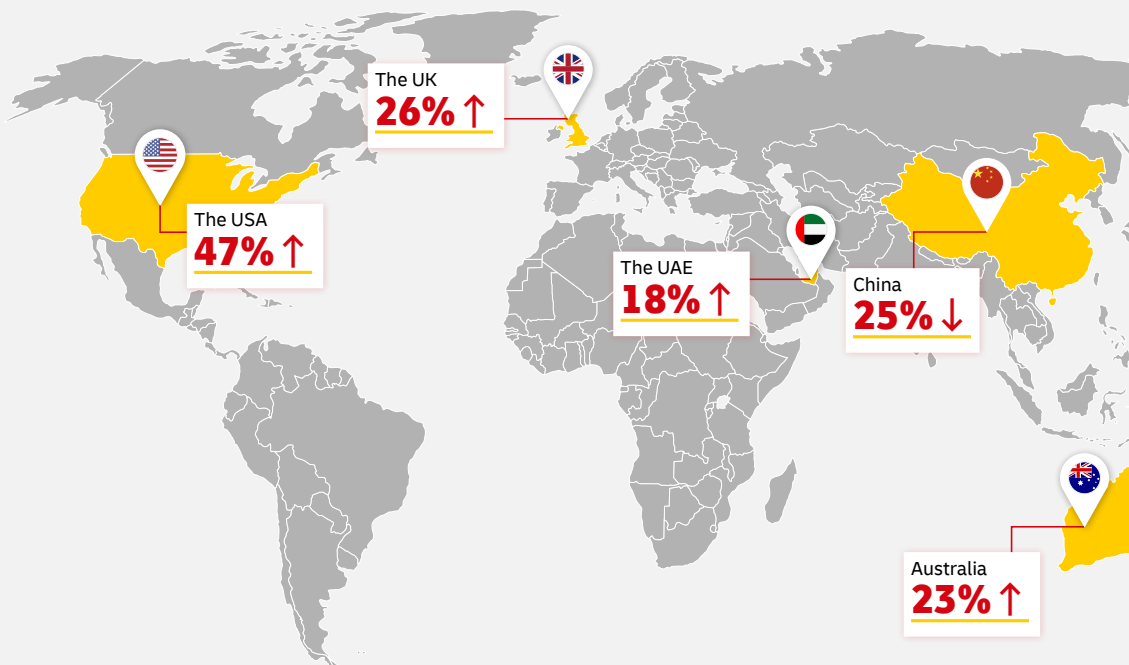 The UK
26% ↑
The USA
47% ↑
The UAE
18% ↑
China
25% ↓
Australia
23% ↑